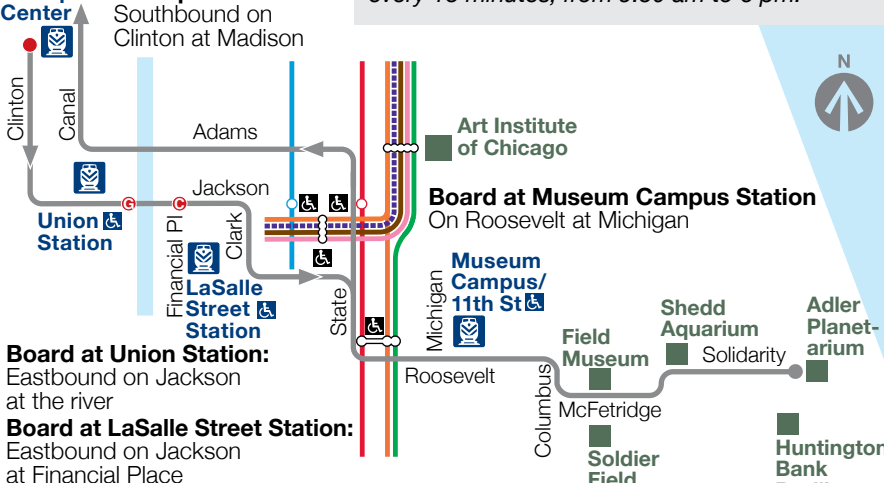 Center
Southbound on
Clinton at Madison
N
Clinton
Canal
Adams
Art Institute
of Chicago
Jackson
G
C
Board at Museum Campus Station
On Roosevelt at Michigan
Union
Station
Financial Pl
Clark
LaSalle
Street
Station
State
Michigan
Museum
Campus/
11th St
Field
Museum
Shedd
Aquarium
Adler
Planet-
arium
Solidarity
Roosevelt
Columbus
McFetridge
Board at Union Station:
Eastbound on Jackson
at the river
Board at LaSalle Street Station:
Eastbound on Jackson
at Financial Place
Soldier
Field
Huntington
Bank